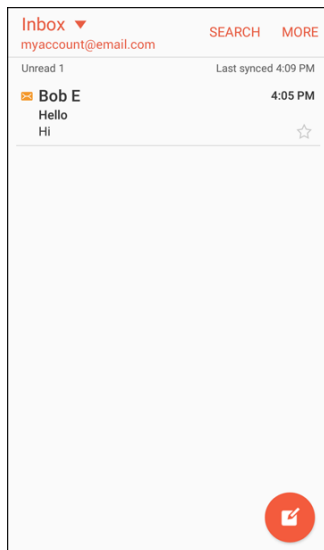 Inbox
SEARCH MORE
myaccount@email.com
Unread 1 Last synced 4:09 PM
Bob E 4:05 PM
Hello
Hi